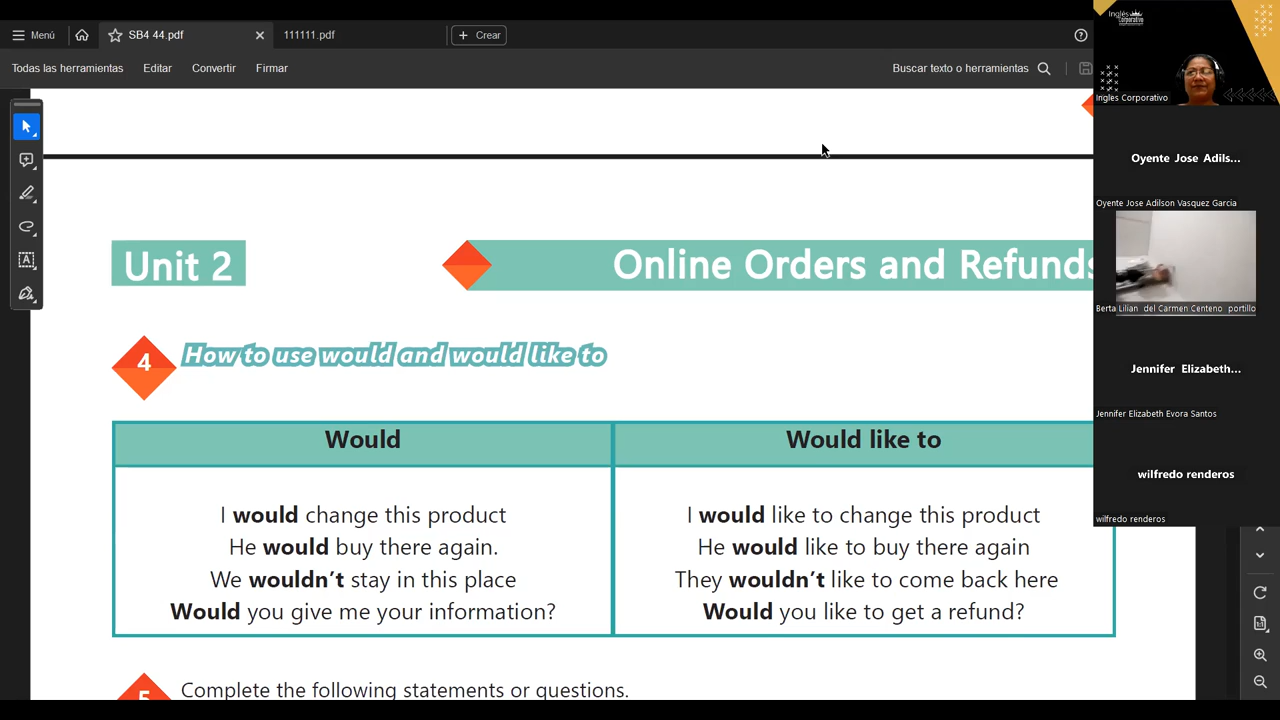 Menú
SB4 44.pdf
111111.pdf
Crear
Todas las herramientas
Editar
Convertir
Firmar
Buscar texto o herramientas
Inglés
Corporativo
Ingles Corporativo
Oyente Jose Adils...
Oyente Jose Adilson Vasquez Garcia
Berta Lilian del Carmen Centeno portillo
Jennifer Elizabeth...
Jennifer Elizabeth Evora Santos
wilfredo renderos
wilfredo renderos
Unit 2
Online Orders and Refunds
4
How to use would and would like to
Would
Would like to
I would change this product
He would buy there again.
We wouldn't stay in this place
Would you give me your information?
I would like to change this product
He would like to buy there again
They wouldn't like to come back here
Would you like to get a refund?
5
Complete the following statements or questions.